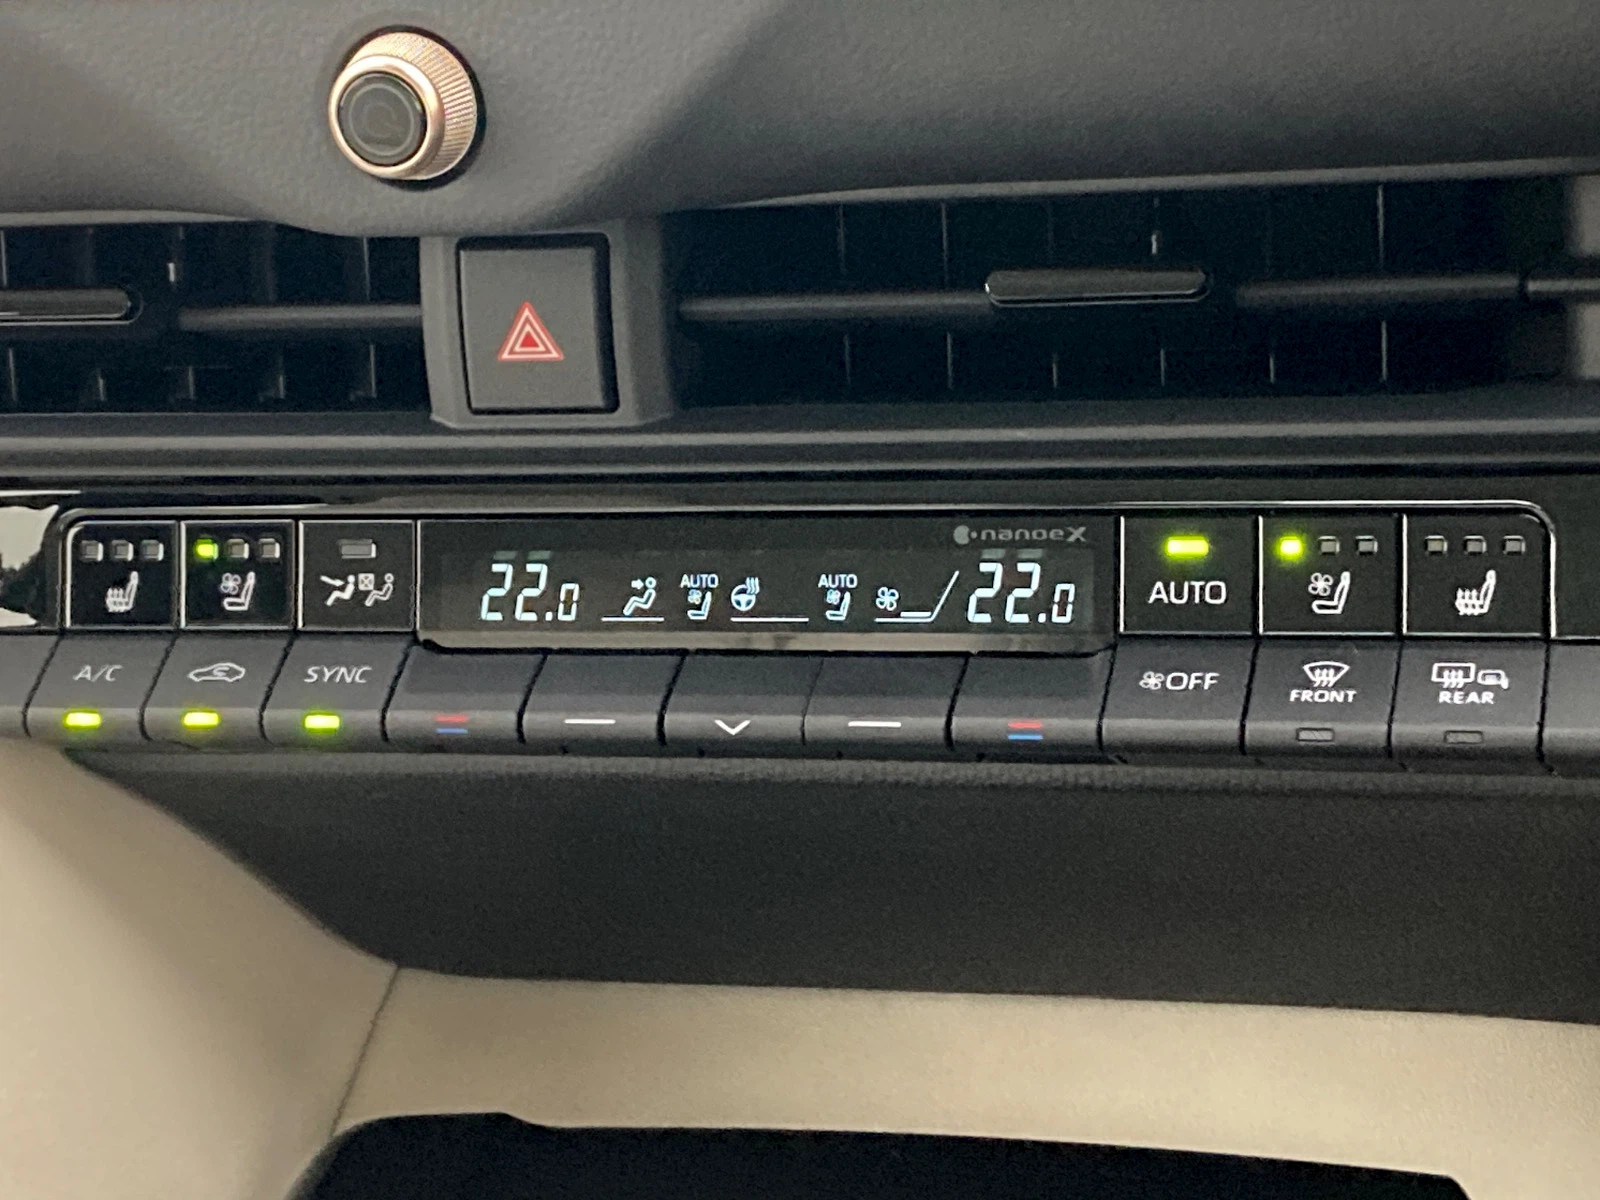 nanoeX
22.0 AUTO AUTO 22.0
AUTO
A/C SYNC OFF FRONT REAR